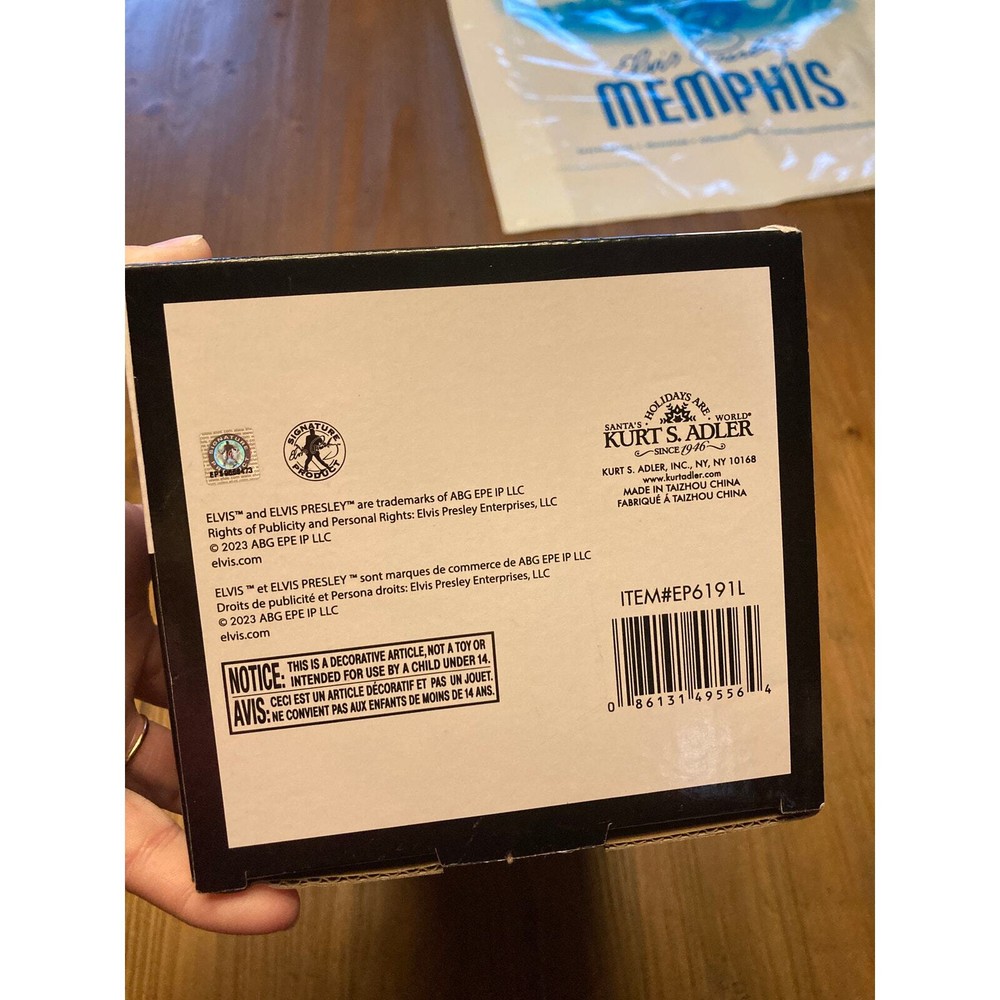 Elvis Presley
MEMPHIS
SIGNATURE
SIGNATURE
PRODUCT
HOLIDAYS ARE
SANTA'S WORLD®
KURT S. ADLER
SINCE 1946
KURT S. ADLER, INC., NY, NY 10168
www.kurtadler.com
MADE IN TAIZHOU CHINA
FABRIQUÉ Á TAIZHOU CHINA
ELVIS™ and ELVIS PRESLEY™ are trademarks of ABG EPE IP LLC
Rights of Publicity and Personal Rights: Elvis Presley Enterprises, LLC
© 2023 ABG EPE IP LLC
elvis.com
ELVIS ™ et ELVIS PRESLEY ™ sont marques de commerce de ABG EPE IP LLC
Droits de publicité et Persona droits: Elvis Presley Enterprises, LLC
© 2023 ABG EPE IP LLC
elvis.com
NOTICE: THIS IS A DECORATIVE ARTICLE, NOT A TOY OR
INTENDED FOR USE BY A CHILD UNDER 14.
AVIS: CECI EST UN ARTICLE DÉCORATIF ET PAS UN JOUET.
NE CONVIENT PAS AUX ENFANTS DE MOINS DE 14 ANS.
ITEM#EP6191L
0 86131 49556 4